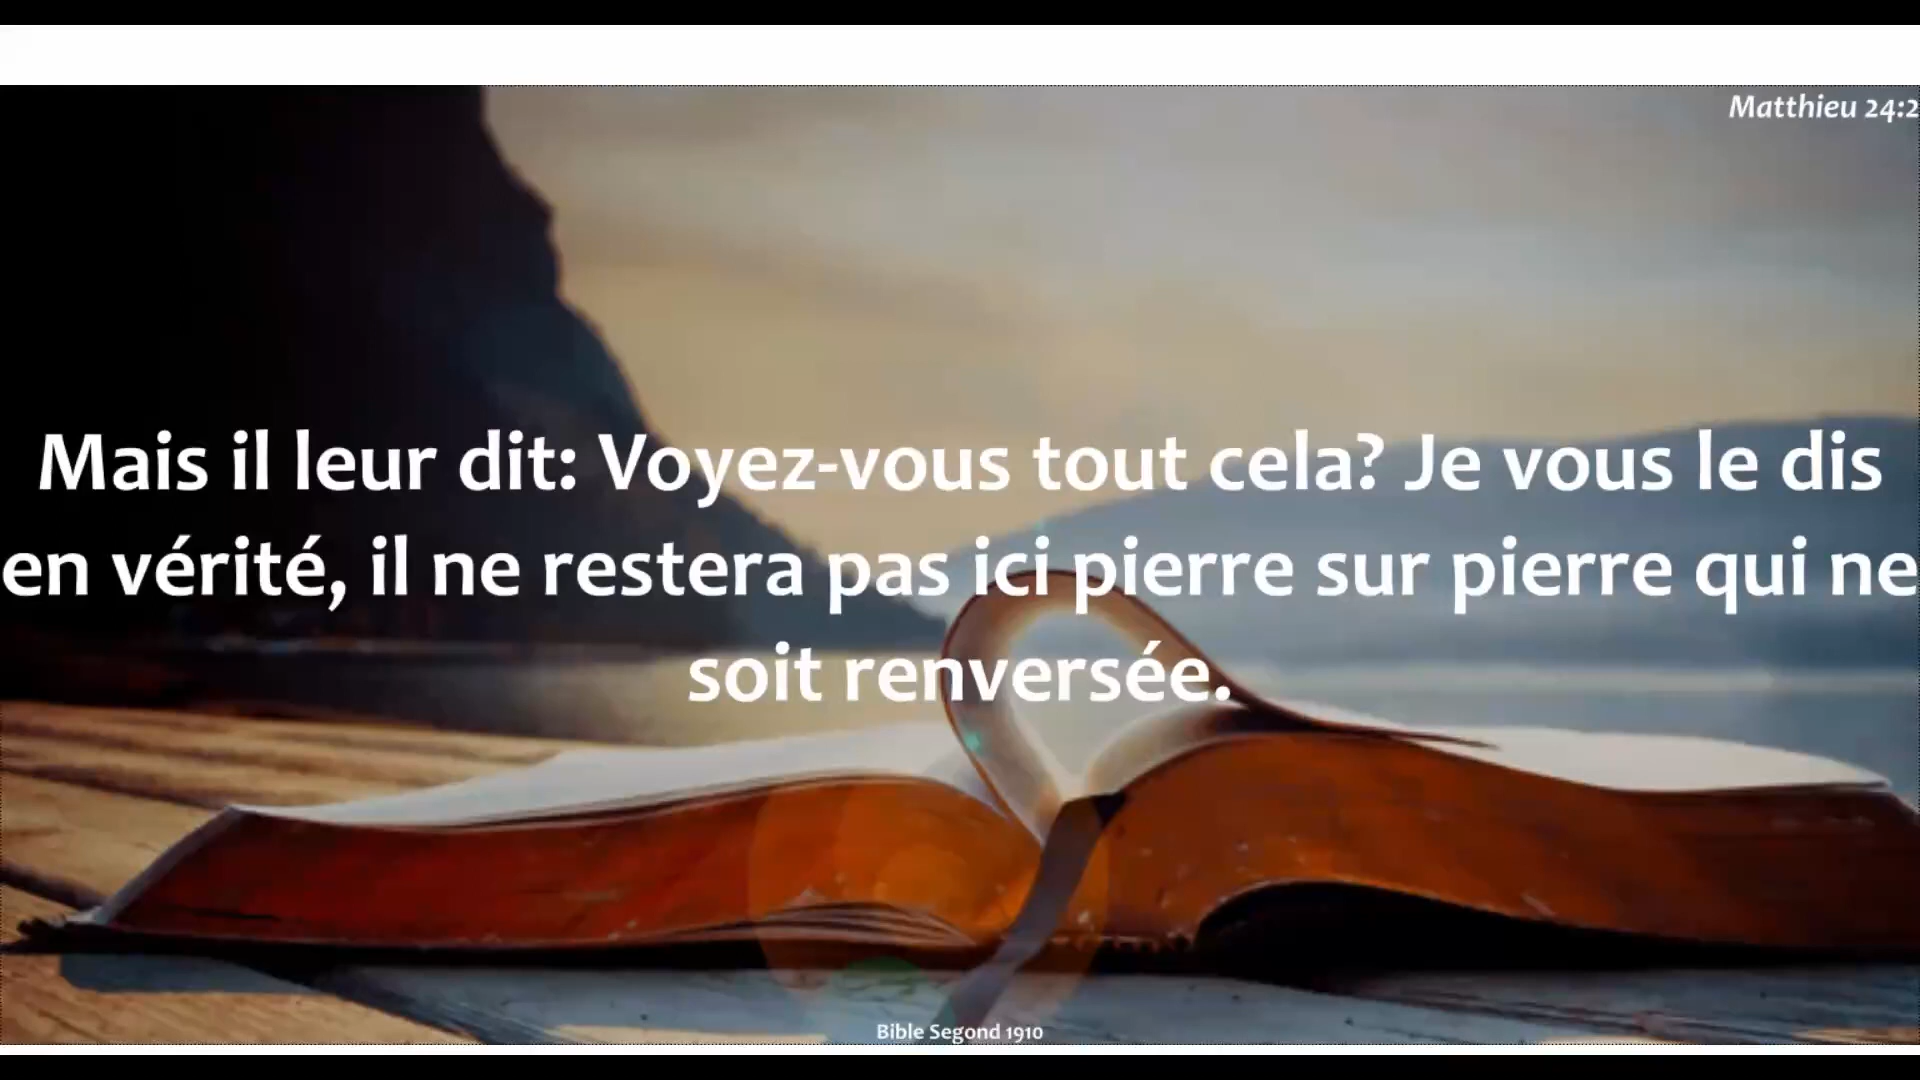 Matthieu 24:2
Mais il leur dit: Voyez-vous tout cela? Je vous le dis
en vérité, il ne restera pas ici pierre sur pierre qui ne
soit renversée.
Bible Segond 1910